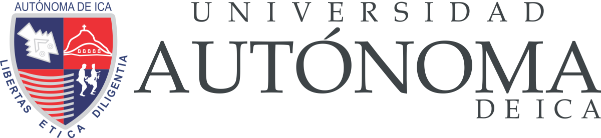 AUTÓNOMA DE ICA
LIBERTAS ETICA DILIGENTIA
UNIVERSIDAD
AUTÓNOMA
DE ICA